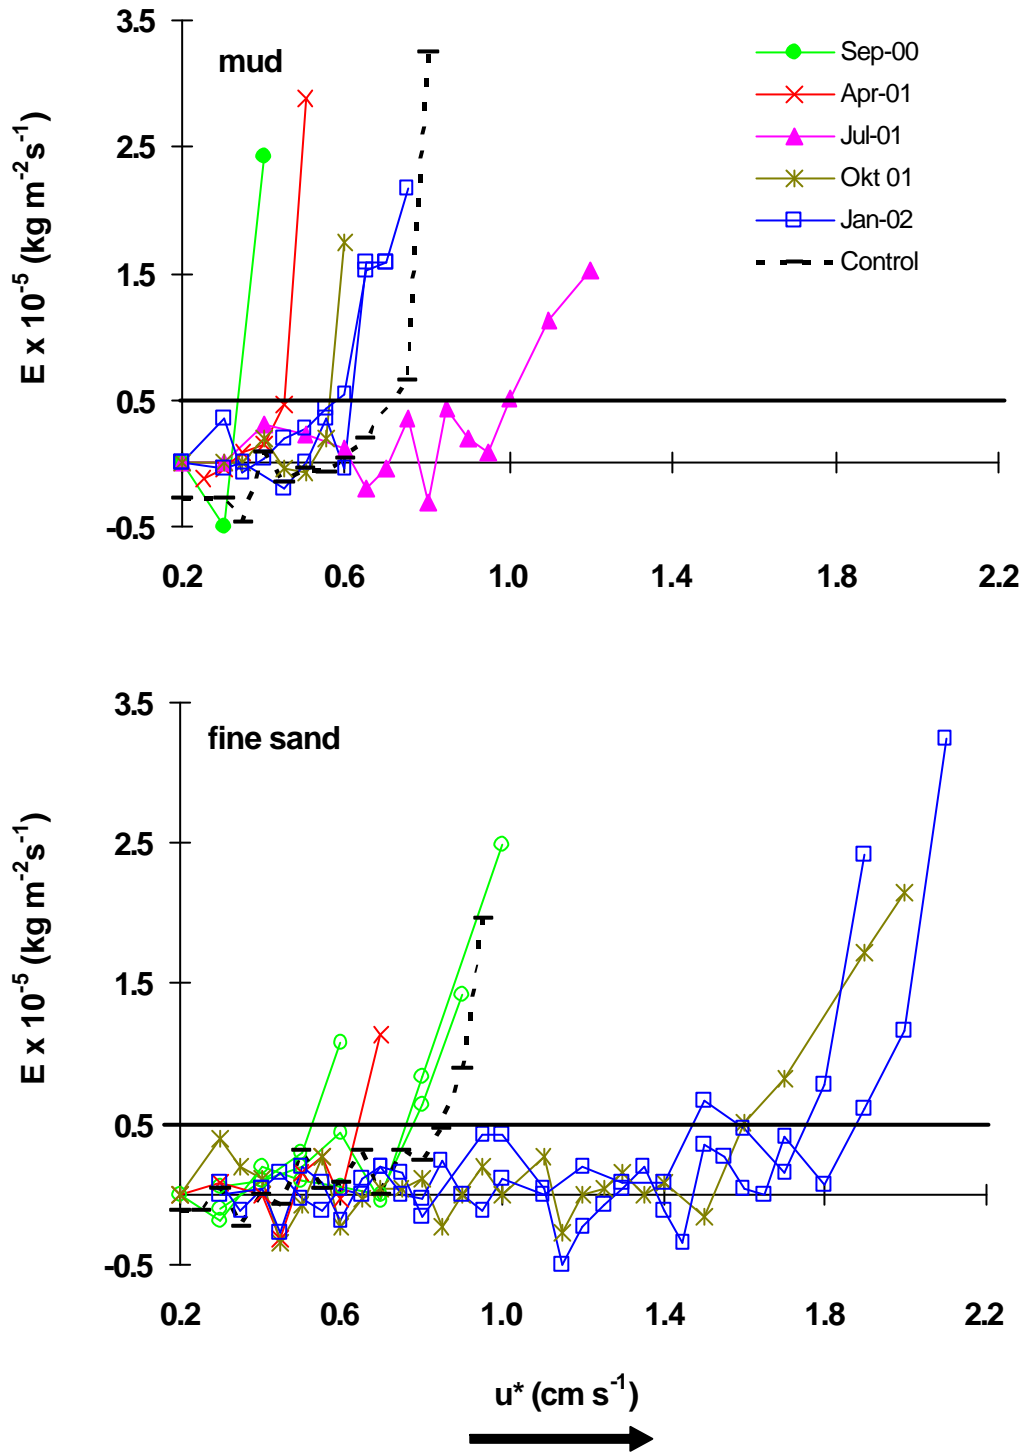 3.5
mud
Sep-00
Apr-01
Jul-01
Okt 01
Jan-02
Control
2.5
1.5
0.5
-0.5
E x 10⁻⁵ (kg m⁻²s⁻¹)
0.2 0.6 1.0 1.4 1.8 2.2
3.5
fine sand
2.5
1.5
0.5
-0.5
E x 10⁻⁵ (kg m⁻²s⁻¹)
0.2 0.6 1.0 1.4 1.8 2.2
u* (cm s⁻¹)